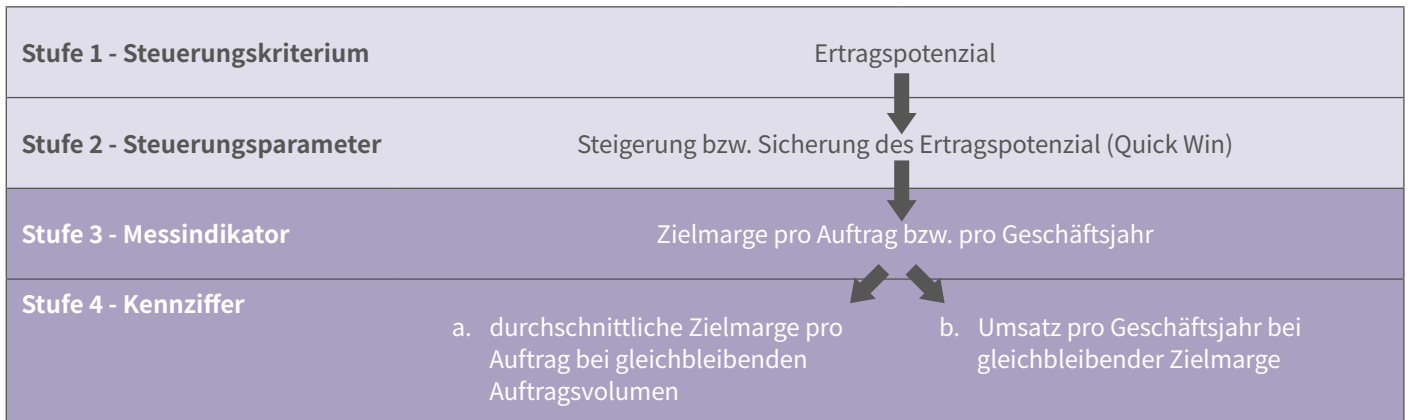 Stufe 1 - Steuerungskriterium
Ertragspotenzial
Stufe 2 - Steuerungsparameter
Steigerung bzw. Sicherung des Ertragspotenzial (Quick Win)
Stufe 3 - Messindikator
Zielmarge pro Auftrag bzw. pro Geschäftsjahr
Stufe 4 - Kennziffer
a. durchschnittliche Zielmarge pro
Auftrag bei gleichbleibenden
Auftragsvolumen
b. Umsatz pro Geschäftsjahr bei
gleichbleibender Zielmarge